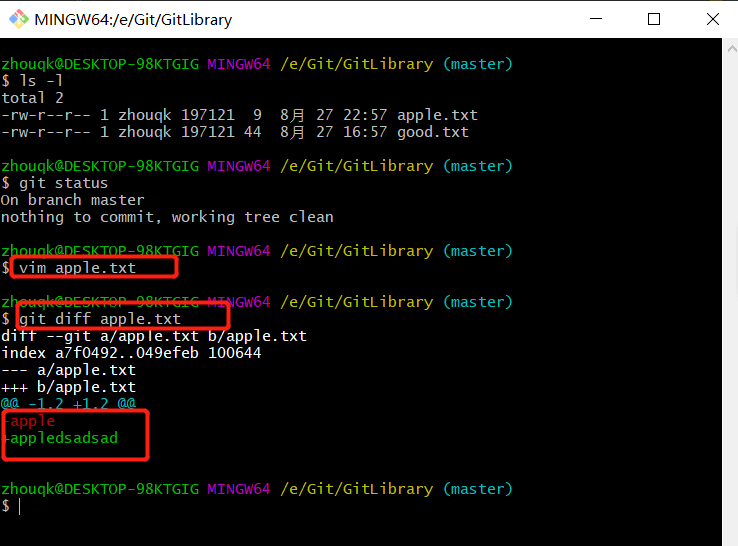 MINGW64:/e/Git/GitLibrary
zhouqk@DESKTOP-98KTGIG MINGW64 /e/Git/GitLibrary (master)
$ ls -l
total 2
-rw-r--r-- 1 zhouqk 197121  9  8月 27 22:57 apple.txt
-rw-r--r-- 1 zhouqk 197121 44  8月 27 16:57 good.txt
zhouqk@DESKTOP-98KTGIG MINGW64 /e/Git/GitLibrary (master)
$ git status
On branch master
nothing to commit, working tree clean
zhouqk@DESKTOP-98KTGIG MINGW64 /e/Git/GitLibrary (master)
$ vim apple.txt
zhouqk@DESKTOP-98KTGIG MINGW64 /e/Git/GitLibrary (master)
$ git diff apple.txt
diff --git a/apple.txt b/apple.txt
index a7f0492..049efeb 100644
--- a/apple.txt
+++ b/apple.txt
@@ -1,2 +1,2 @@
-apple
+appledsadsad
zhouqk@DESKTOP-98KTGIG MINGW64 /e/Git/GitLibrary (master)
$